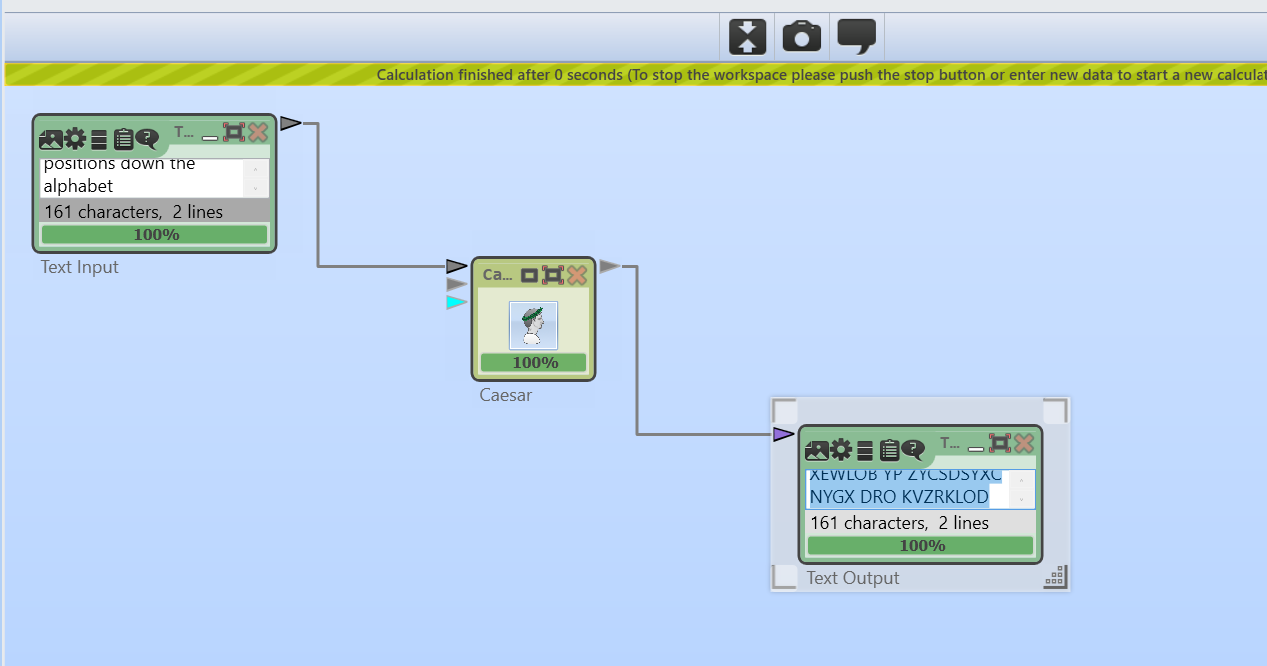 Calculation finished after 0 seconds (To stop the workspace please push the stop button or enter new data to start a new calculat
T...
positions down the
alphabet
161 characters,  2 lines
100%
Text Input
Ca...
100%
Caesar
T...
XEWLOB YP ZYCSDSYXC
NYGX DRO KVZRKLOD
161 characters,  2 lines
100%
Text Output